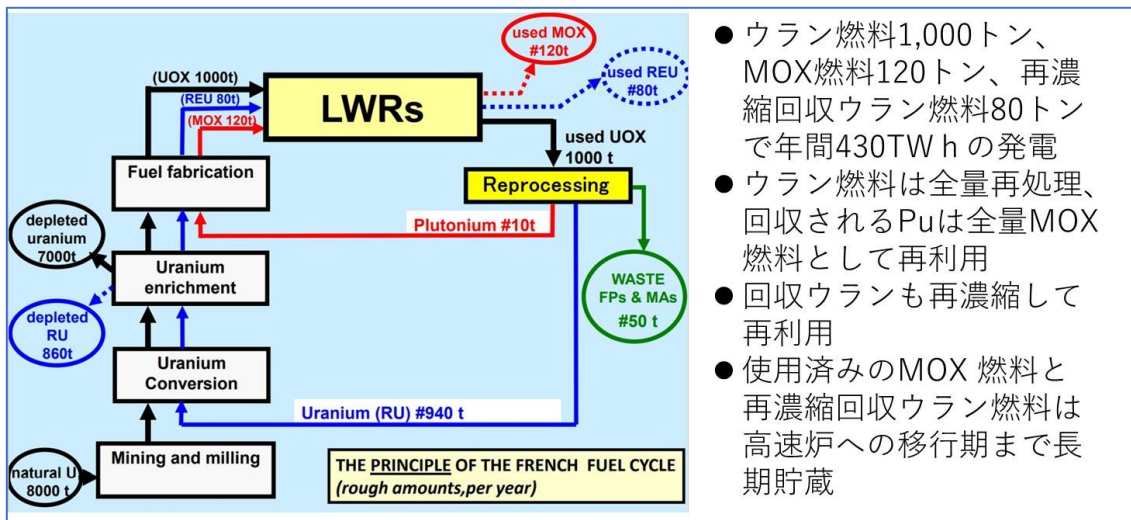 used MOX
#120t
used REU
#80t
(UOX 1000t)
(REU 80t)
(MOX 120t)
LWRs
used UOX
1000 t
Fuel fabrication
Reprocessing
depleted
uranium
7000t
Plutonium #10t
Uranium
enrichment
WASTE
FPs & MAs
#50 t
depleted
RU
860t
Uranium
Conversion
Uranium (RU) #940 t
natural U
8000 t
Mining and milling
THE PRINCIPLE OF THE FRENCH FUEL CYCLE
(rough amounts,per year)
● ウラン燃料1,000トン、
MOX燃料120トン、再濃
縮回収ウラン燃料80トン
で年間430TWｈの発電
● ウラン燃料は全量再処理、
回収されるPuは全量MOX
燃料として再利用
● 回収ウランも再濃縮して
再利用
● 使用済みのMOX 燃料と
再濃縮回収ウラン燃料は
高速炉への移行期まで長
期貯蔵